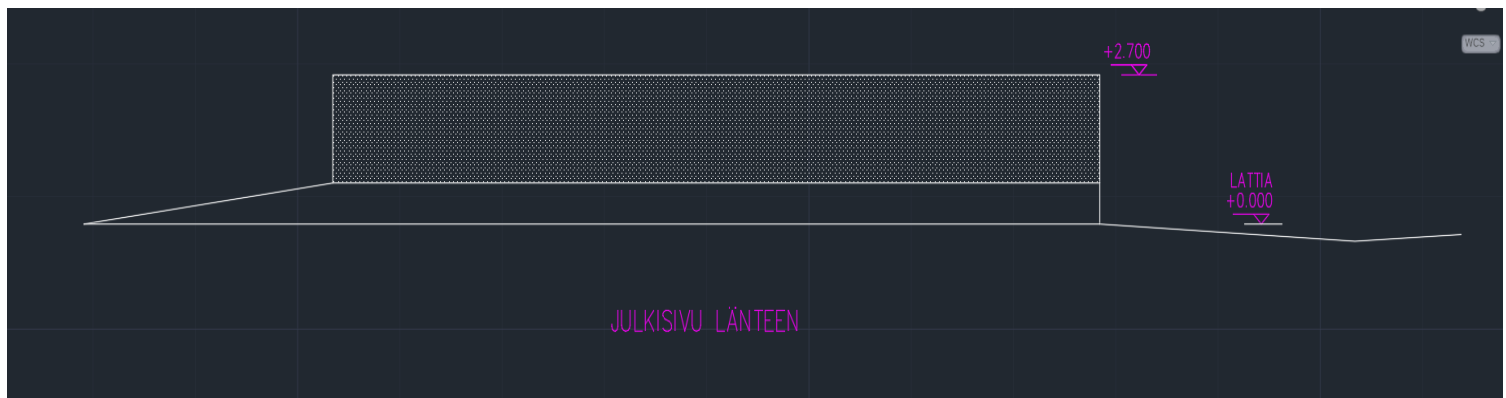 +2.700
WCS
LATTIA
+0.000
JULKISIVU LÄNTEEN